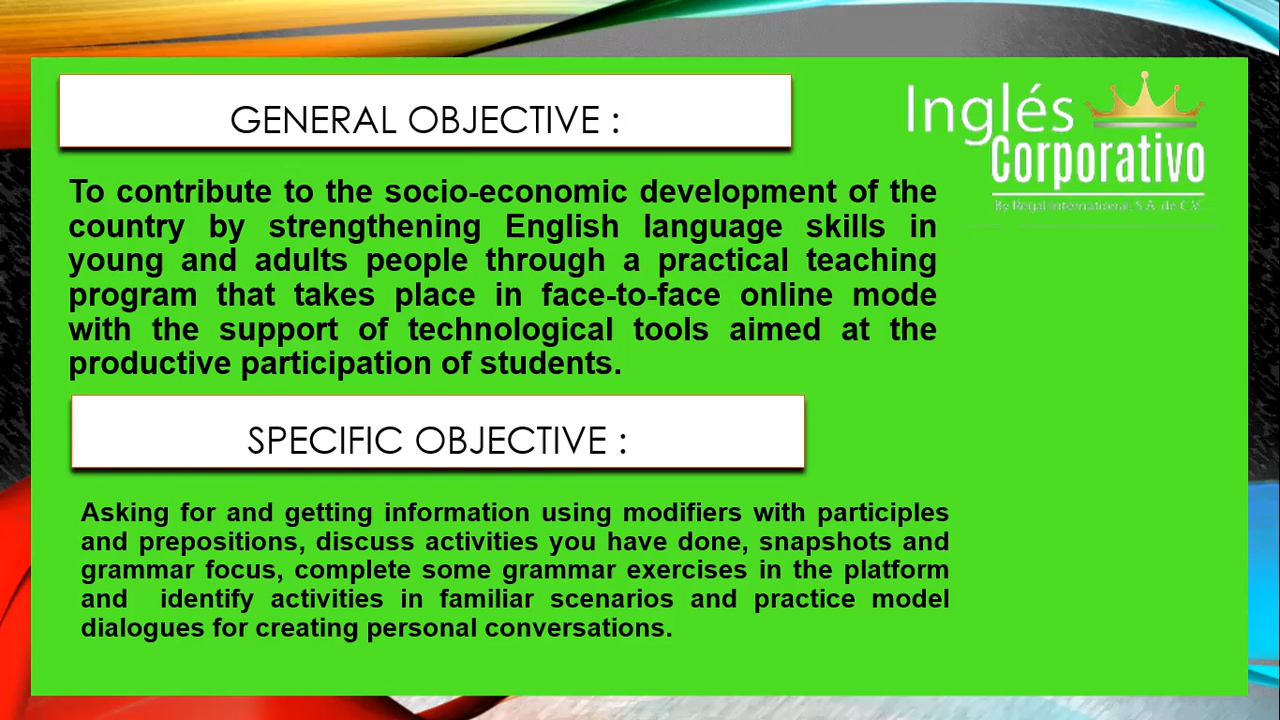 GENERAL OBJECTIVE :
Inglés
Corporativo
By Regal International, S.A. de C.V.
To contribute to the socio-economic development of the
country by strengthening English language skills in
young and adults people through a practical teaching
program that takes place in face-to-face online mode
with the support of technological tools aimed at the
productive participation of students.
SPECIFIC OBJECTIVE :
Asking for and getting information using modifiers with participles
and prepositions, discuss activities you have done, snapshots and
grammar focus, complete some grammar exercises in the platform
and identify activities in familiar scenarios and practice model
dialogues for creating personal conversations.